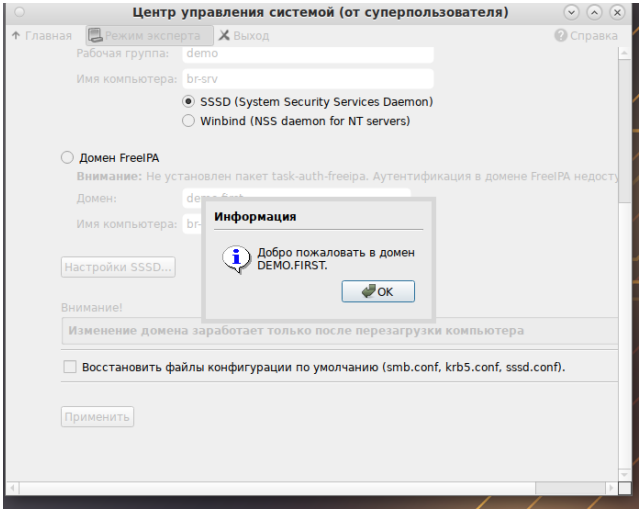 Центр управления системой (от суперпользователя)
Главная Режим эксперта Выход Справка
Рабочая группа: demo
Имя компьютера: br-srv
SSSD (System Security Services Daemon)
Winbind (NSS daemon for NT servers)
Домен FreeIPA
Внимание: Не установлен пакет task-auth-freeipa. Аутентификация в домене FreeIPA недосту
Домен:
Имя компьютера: br-
Информация
Добро пожаловать в домен
DEMO.FIRST.
OK
Настройки SSSD...
Внимание!
Изменение домена заработает только после перезагрузки компьютера
Восстановить файлы конфигурации по умолчанию (smb.conf, krb5.conf, sssd.conf).
Применить